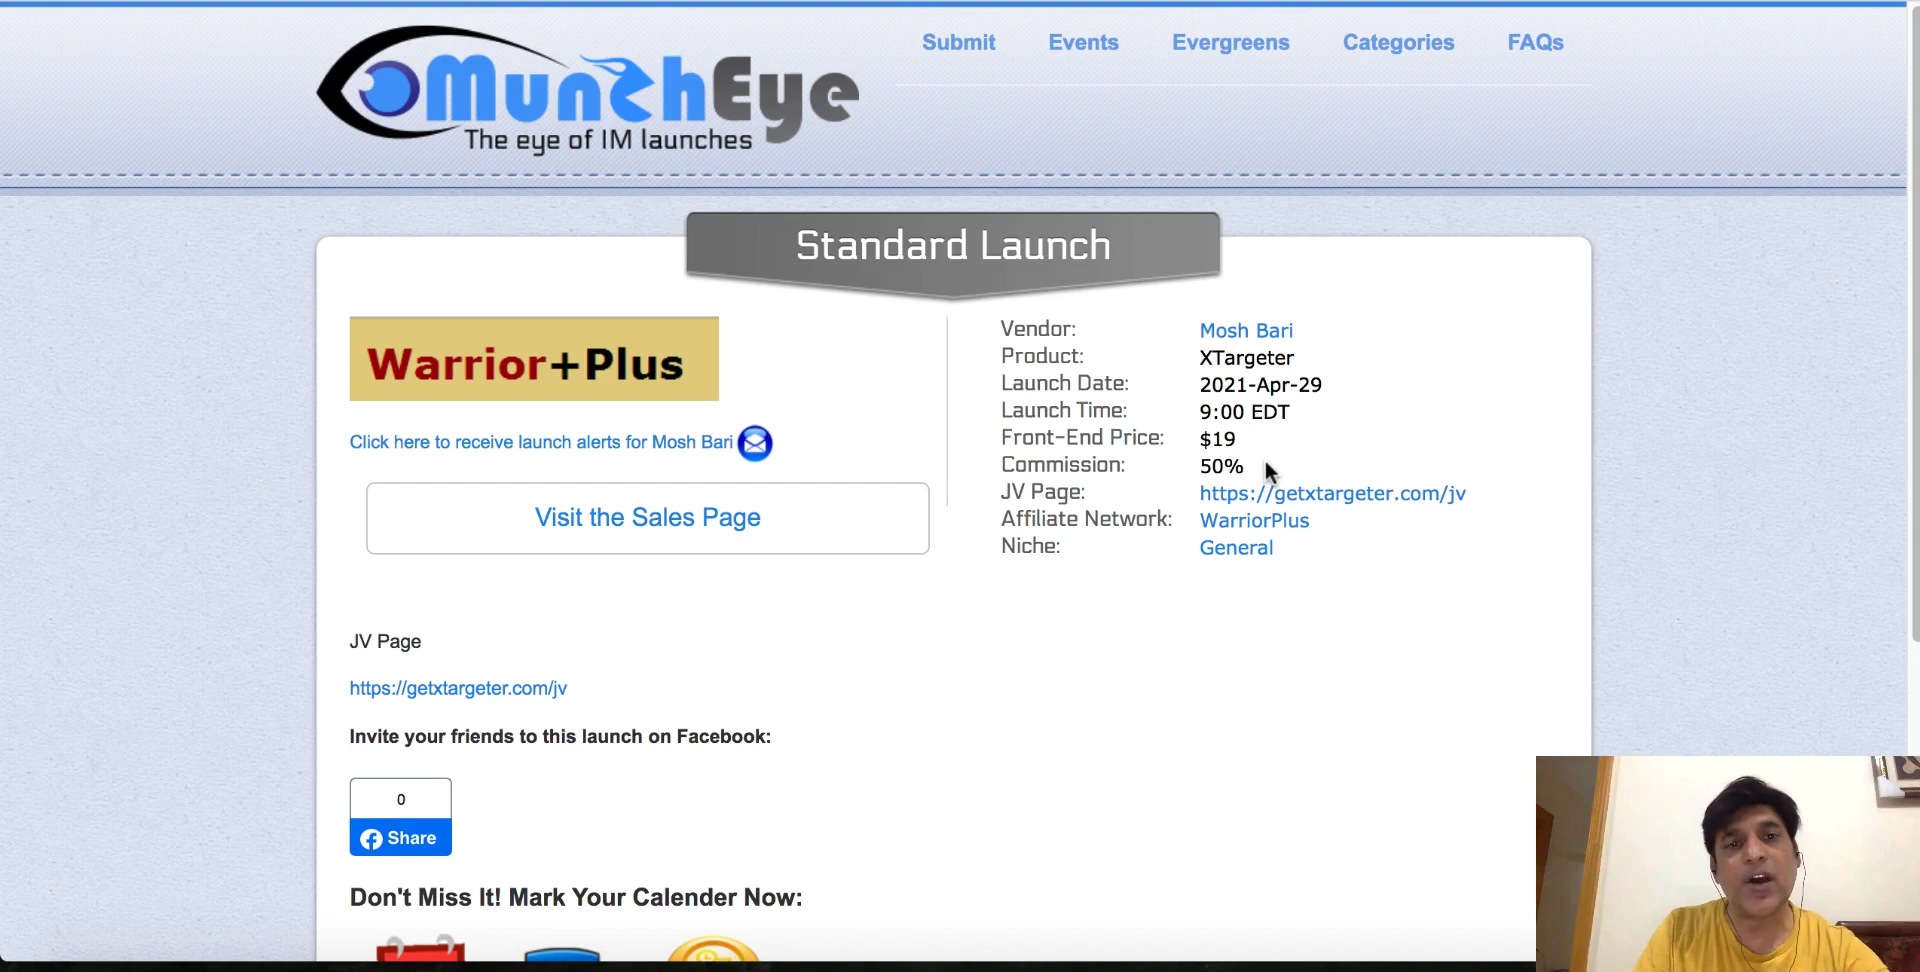 MunchEye
The eye of IM launches
Submit
Events
Evergreens
Categories
FAQs
Standard Launch
Warrior+Plus
Click here to receive launch alerts for Mosh Bari
Visit the Sales Page
Vendor: Mosh Bari
Product: XTargeter
Launch Date: 2021-Apr-29
Launch Time: 9:00 EDT
Front-End Price: $19
Commission: 50%
JV Page: https://getxtargeter.com/jv
Affiliate Network: WarriorPlus
Niche: General
JV Page
https://getxtargeter.com/jv
Invite your friends to this launch on Facebook:
0
Share
Don't Miss It! Mark Your Calender Now: